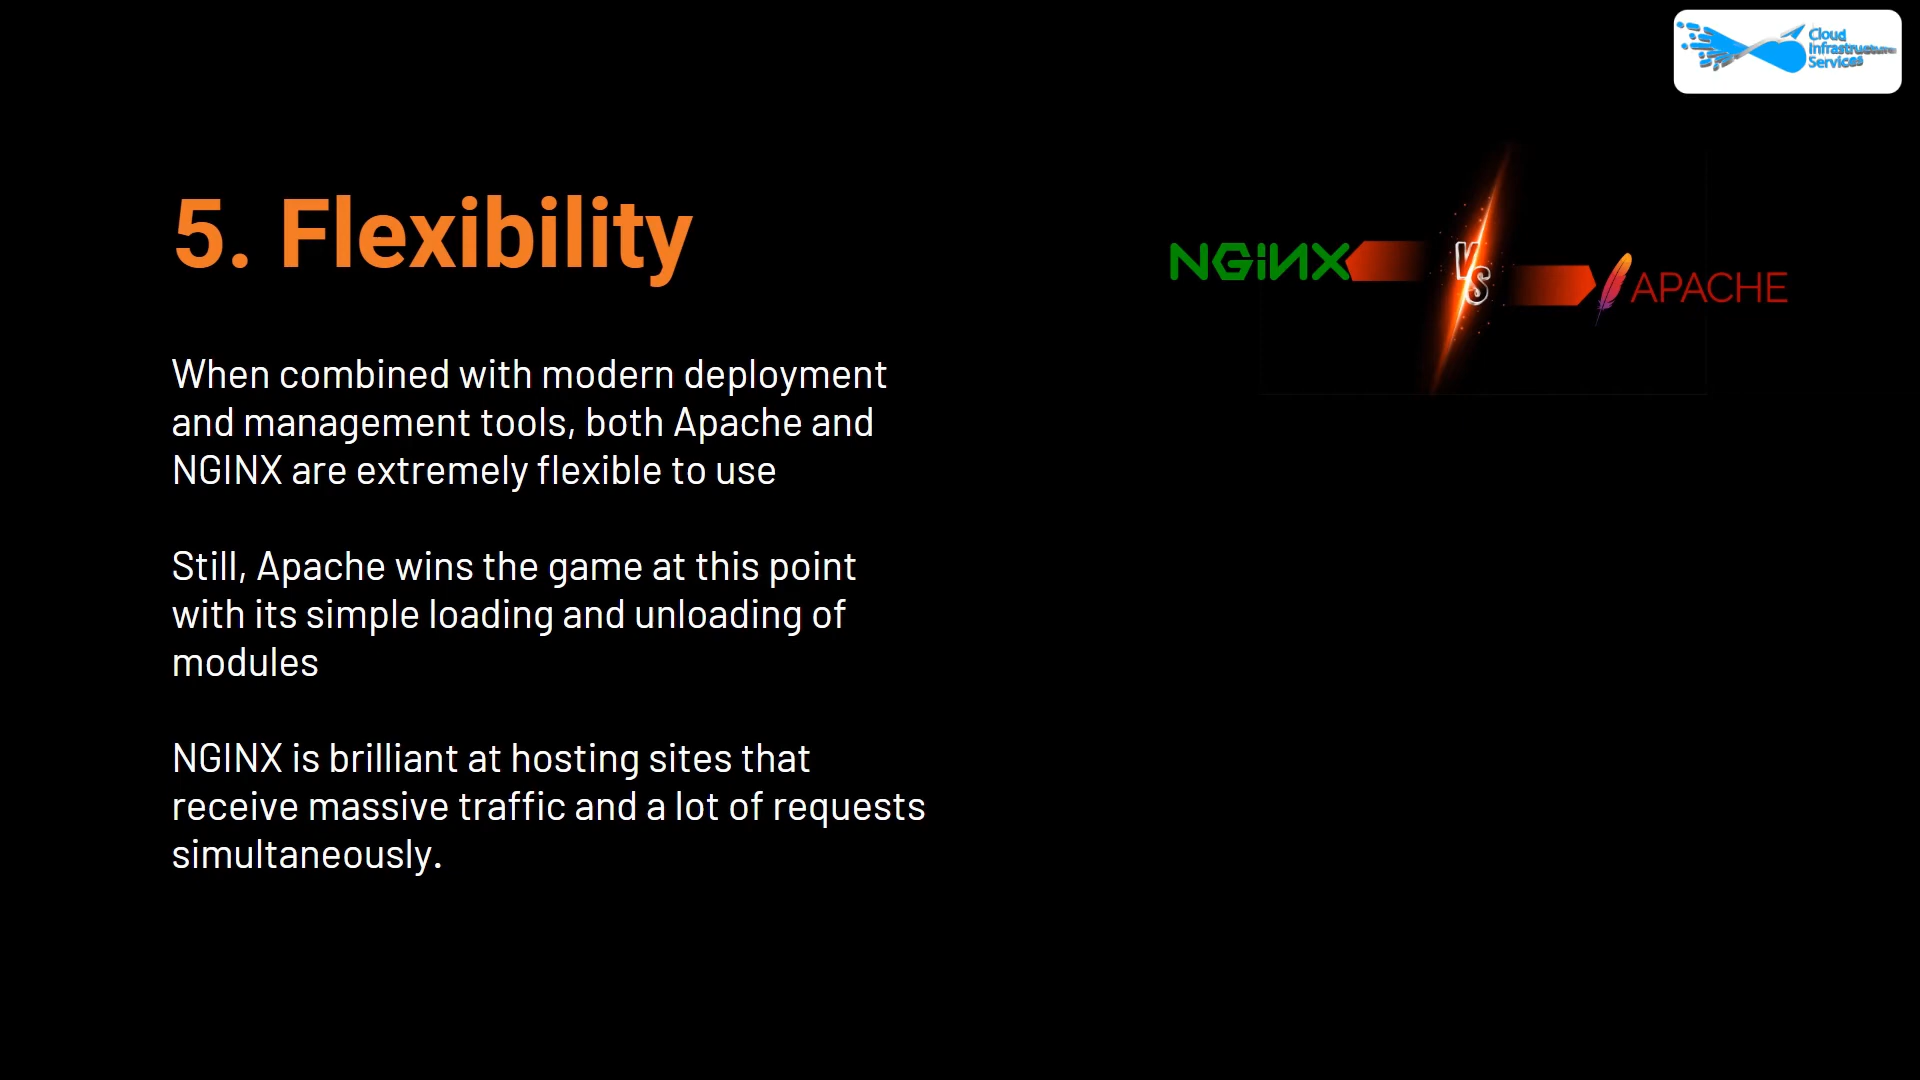 Cloud
Infrastructure
Services
5. Flexibility
NGINX
VS
APACHE
When combined with modern deployment
and management tools, both Apache and
NGINX are extremely flexible to use
Still, Apache wins the game at this point
with its simple loading and unloading of
modules
NGINX is brilliant at hosting sites that
receive massive traffic and a lot of requests
simultaneously.